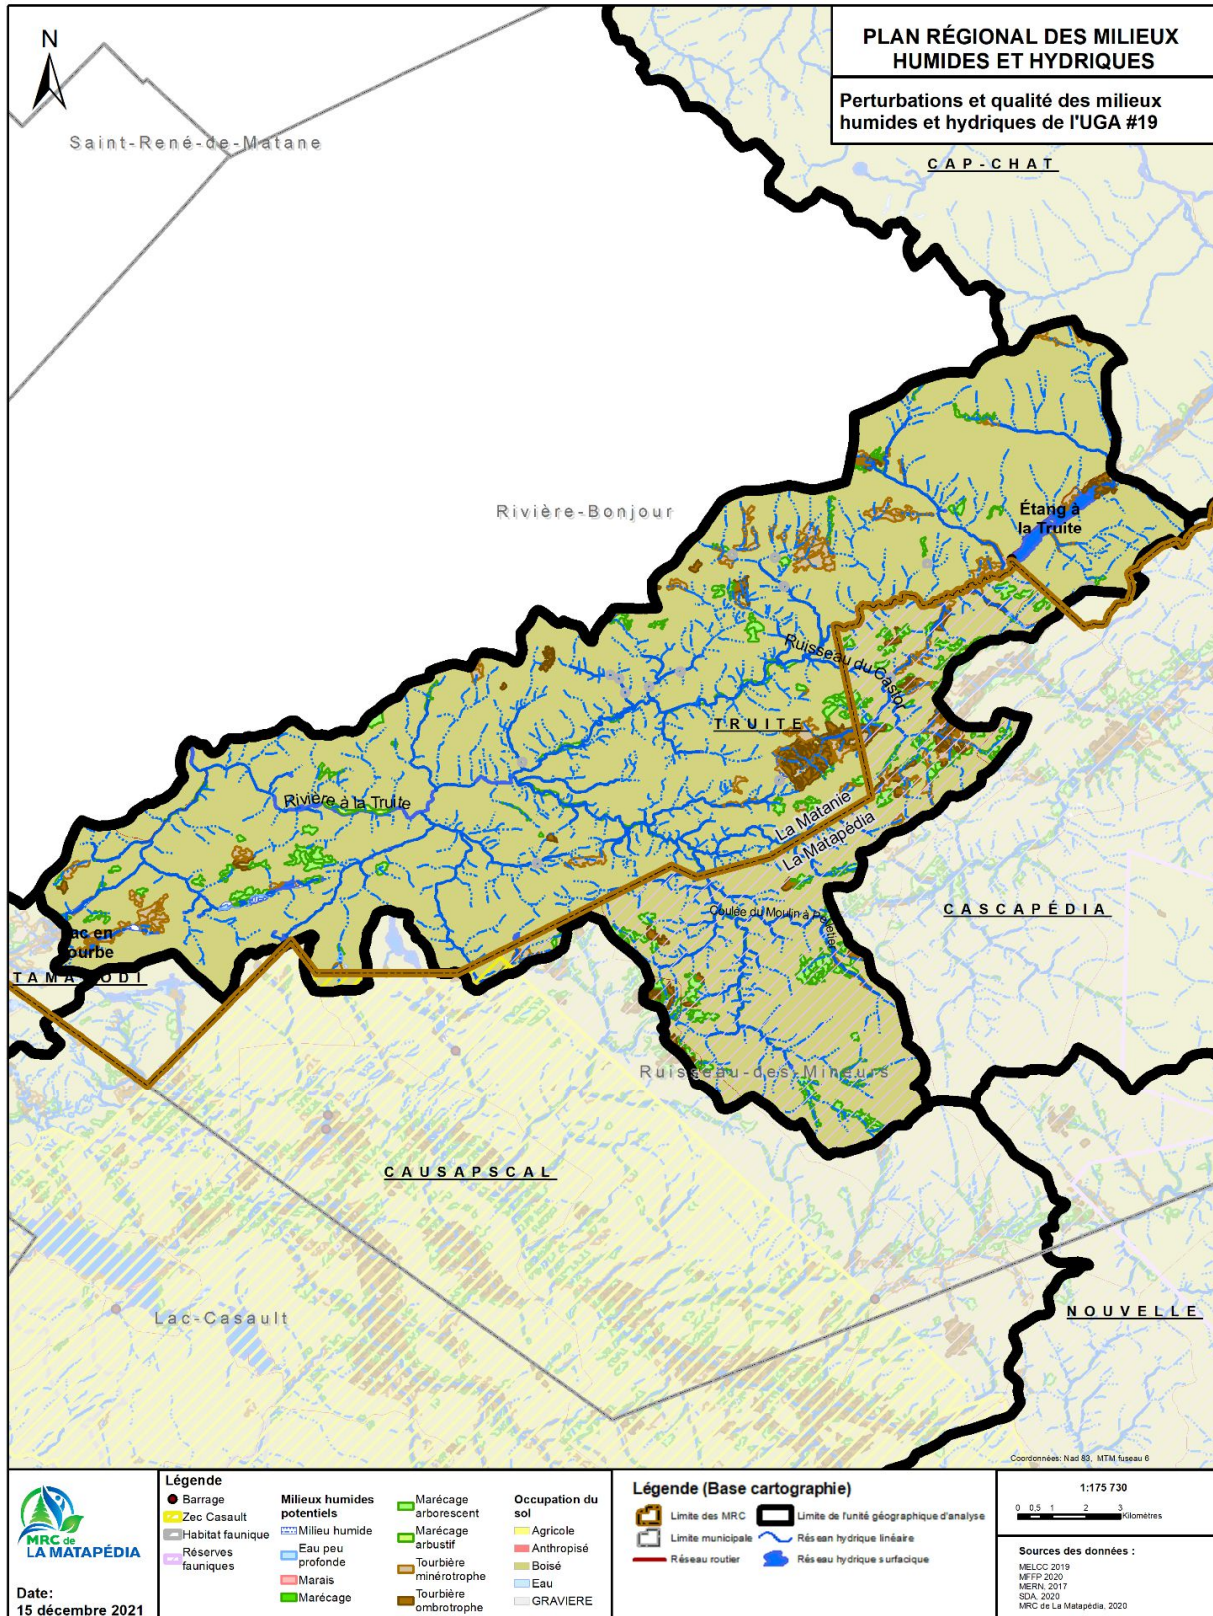 PLAN RÉGIONAL DES MILIEUX
HUMIDES ET HYDRIQUES
Perturbations et qualité des milieux
humides et hydriques de l'UGA #19
N
Saint-René-de-Matane
CAP-CHAT
Rivière-Bonjour
Étang à
la Truite
Ruisseau du Castor
TRUITE
Rivière à la Truite
La Matanie
La Matapédia
Coulée du Moulin à
CASCAPÉDIA
en
ourbe
Ruisseau-des-Mineurs
CAUSAPSCAL
Lac-Casault
NOUVELLE
Coordonnées: Nad 83, MTM fuseau 6
MRC de
LA MATAPÉDIA
Date:
15 décembre 2021
Légende
Barrage
Zec Casault
Habitat faunique
Réserves
fauniques
Milieux humides
potentiels
Milieu humide
Eau peu
profonde
Marais
Marécage
Marécage
arborescent
Marécage
arbustif
Tourbière
minérotrophe
Tourbière
ombrotrophe
Occupation du
sol
Agricole
Anthropisé
Boisé
Eau
GRAVIERE
Légende (Base cartographie)
Limite des MRC
Limite municipale
Réseau routier
Limite de l'unité géographique d'analyse
Réseau hydrique linéaire
Réseau hydrique surfacique
1:175 730
0 0,5 1 2 3
Kilomètres
Sources des données :
MELCC 2019
MFFP 2020
MERN, 2017
SDA, 2020
MRC de La Matapédia, 2020